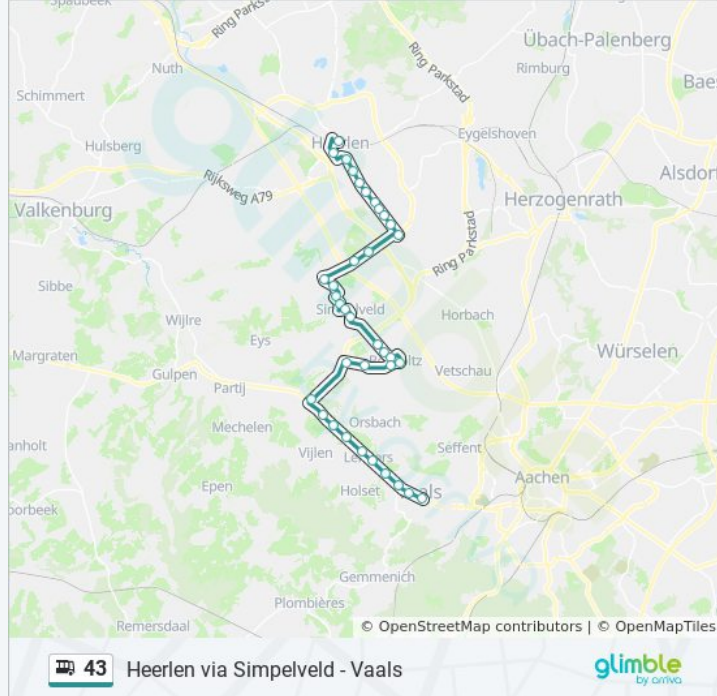 Spaubeek
Ring Parkstad
Übach-Palenberg
Nuth
Ring Parkstad
Rimburg
Baes
Schimmert
Eygelshoven
Hulsberg
Heerlen
Alsdorf
Rijksweg A79
Herzogenrath
Valkenburg
Ring Parkstad
Sibbe
Simpelveld
Horbach
Wijlre
Eys
Margraten
Würselen
Gulpen
Vetschau
Partij
Mechelen
Orsbach
anholt
Vijlen
Lemiers
Seffent
Aachen
Epen
Holset
Vaals
oorbeek
Gemmenich
Plombières
Remersdaal
© OpenStreetMap contributors | © OpenMapTiles
43 Heerlen via Simpelveld - Vaals
glimble
by arriva